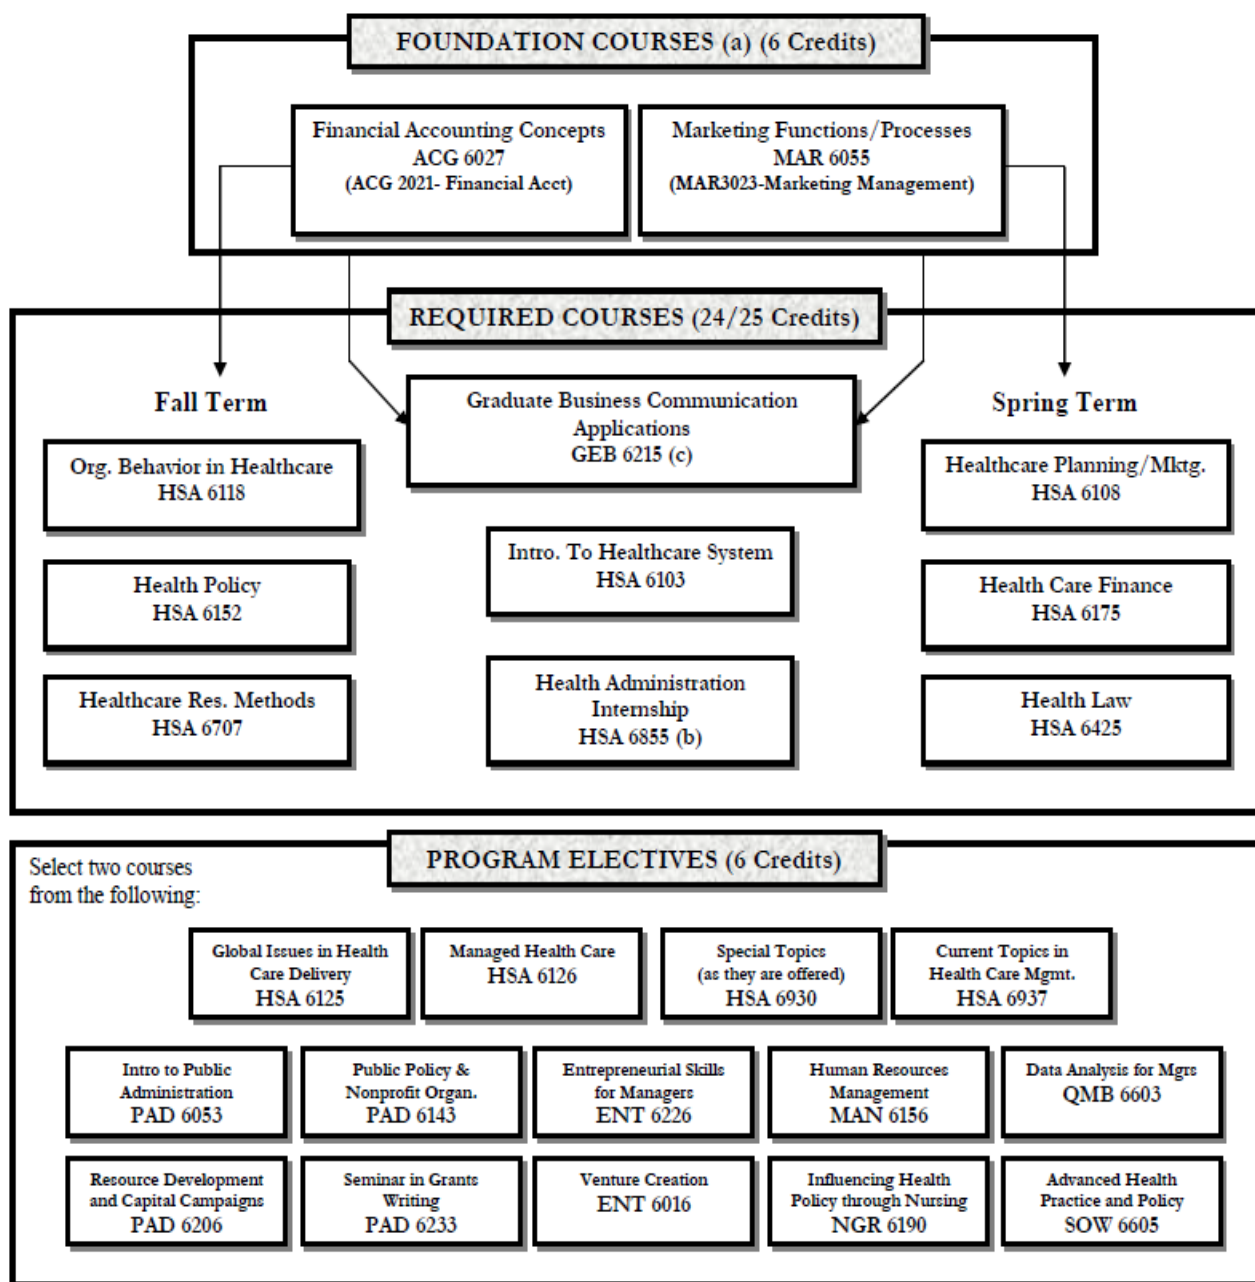 FOUNDATION COURSES (a) (6 Credits)
Financial Accounting Concepts
ACG 6027
(ACG 2021- Financial Acct)
Marketing Functions/Processes
MAR 6055
(MAR3023-Marketing Management)
REQUIRED COURSES (24/25 Credits)
Fall Term
Org. Behavior in Healthcare
HSA 6118
Health Policy
HSA 6152
Healthcare Res. Methods
HSA 6707
Graduate Business Communication
Applications
GEB 6215 (c)
Intro. To Healthcare System
HSA 6103
Health Administration
Internship
HSA 6855 (b)
Spring Term
Healthcare Planning/Mktg.
HSA 6108
Health Care Finance
HSA 6175
Health Law
HSA 6425
PROGRAM ELECTIVES (6 Credits)
Select two courses
from the following:
Global Issues in Health
Care Delivery
HSA 6125
Managed Health Care
HSA 6126
Special Topics
(as they are offered)
HSA 6930
Current Topics in
Health Care Mgmt.
HSA 6937
Intro to Public
Administration
PAD 6053
Public Policy &
Nonprofit Organ.
PAD 6143
Entrepreneurial Skills
for Managers
ENT 6226
Human Resources
Management
MAN 6156
Data Analysis for Mgrs
QMB 6603
Resource Development
and Capital Campaigns
PAD 6206
Seminar in Grants
Writing
PAD 6233
Venture Creation
ENT 6016
Influencing Health
Policy through Nursing
NGR 6190
Advanced Health
Practice and Policy
SOW 6605